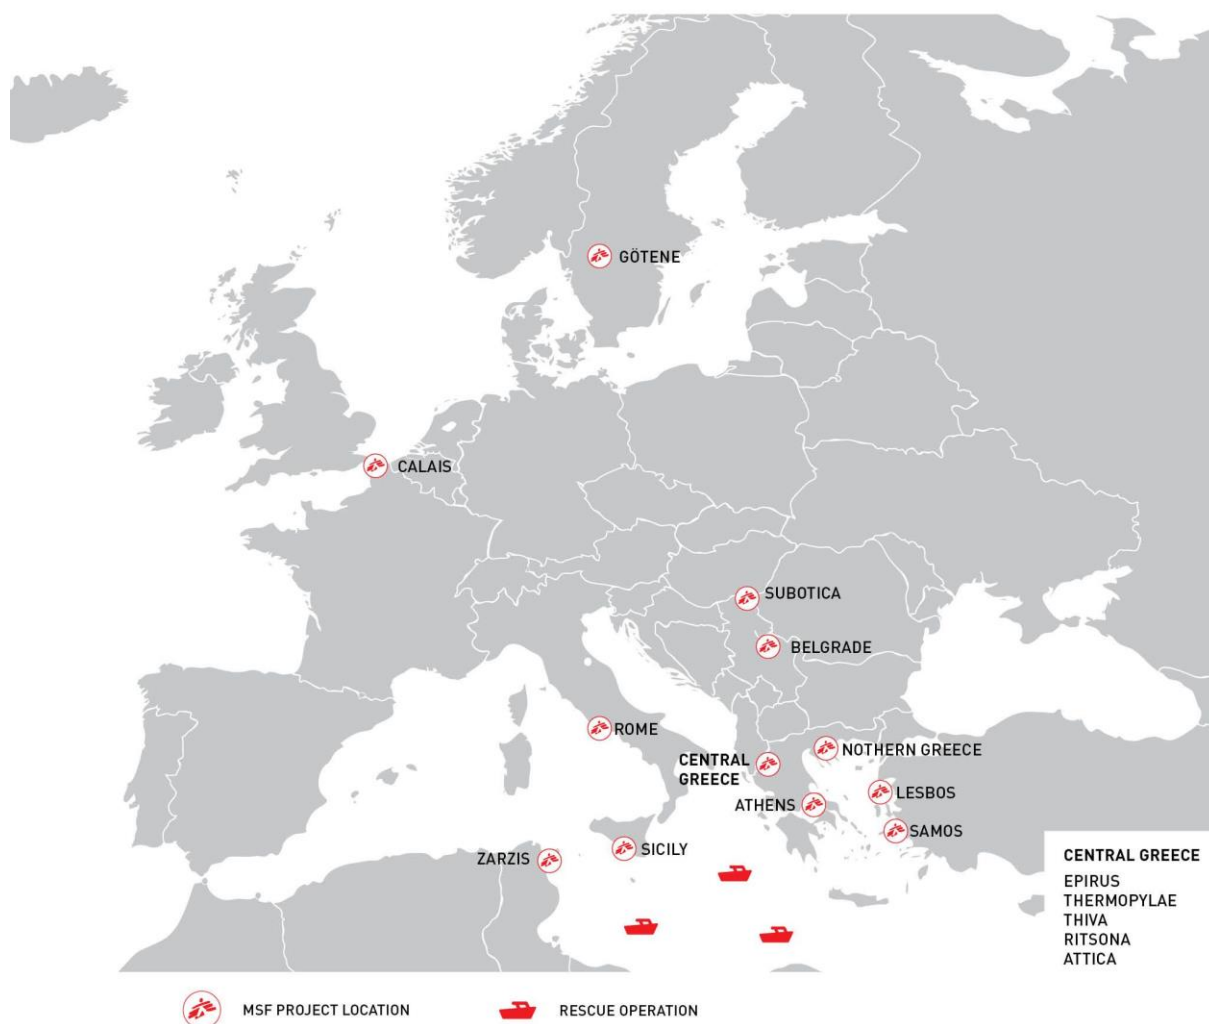 GÖTENE
CALAIS
SUBOTICA
BELGRADE
ROME
NOTHERN GREECE
CENTRAL
GREECE
LESBOS
ATHENS
SAMOS
SICILY
ZARZIS
CENTRAL GREECE
EPIRUS
THERMOPYLAE
THIVA
RITSONA
ATTICA
MSF PROJECT LOCATION
RESCUE OPERATION